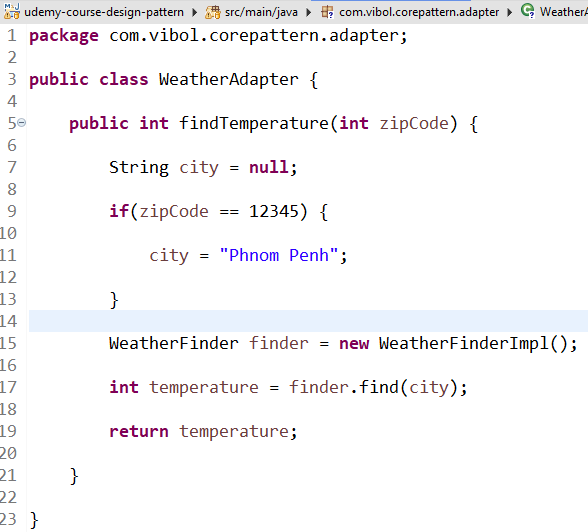 udemy-course-design-pattern src/main/java com.vibol.corepattern.adapter
1 package com.vibol.corepattern.adapter;
2
3 public class WeatherAdapter {
4
5 public int findTemperature(int zipCode) {
6
7 String city = null;
8
9 if(zipCode == 12345) {
10
11 city = "Phnom Penh";
12
13 }
14
15 WeatherFinder finder = new WeatherFinderImpl();
16
17 int temperature = finder.find(city);
18
19 return temperature;
20
21 }
22
23 }